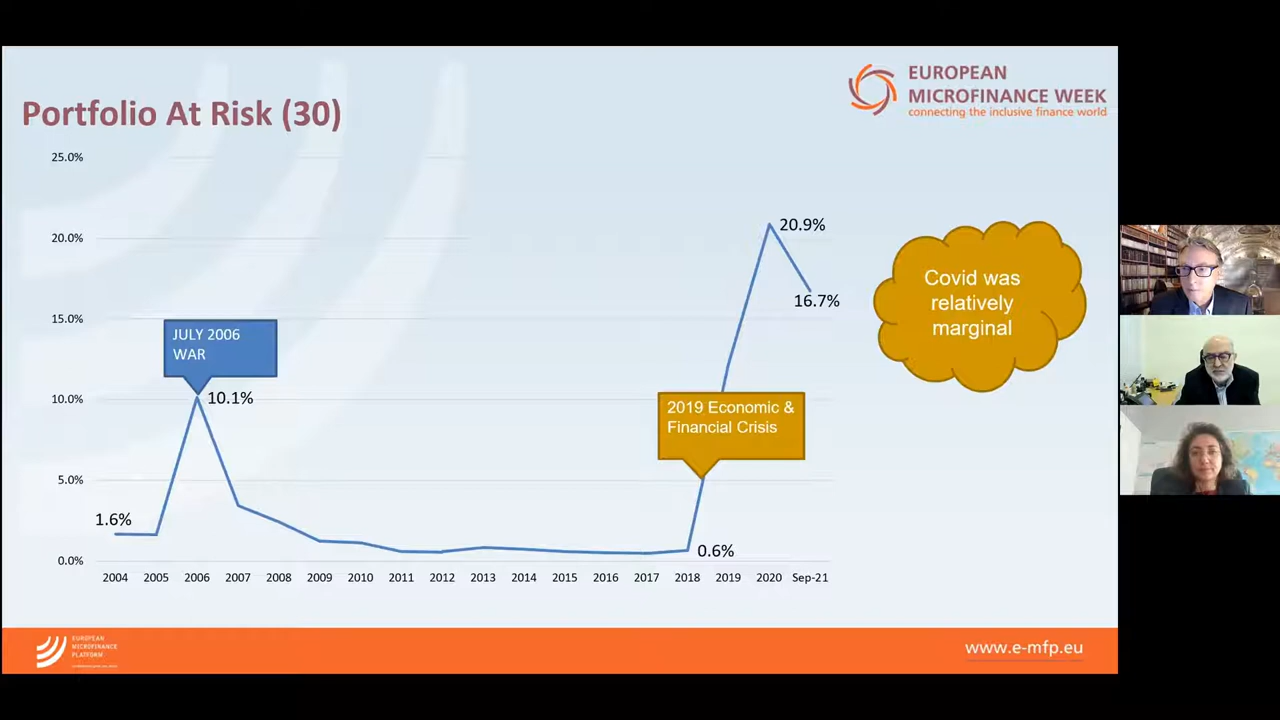 EUROPEAN
MICROFINANCE WEEK
connecting the inclusive finance world
Portfolio At Risk (30)
25.0%
20.0%
15.0%
10.0%
5.0%
0.0%
1.6%
JULY 2006
WAR
10.1%
2019 Economic &
Financial Crisis
0.6%
20.9%
16.7%
Covid was
relatively
marginal
2004 2005 2006 2007 2008 2009 2010 2011 2012 2013 2014 2015 2016 2017 2018 2019 2020 Sep-21
EUROPEAN
MICROFINANCE
PLATFORM
www.e-mfp.eu